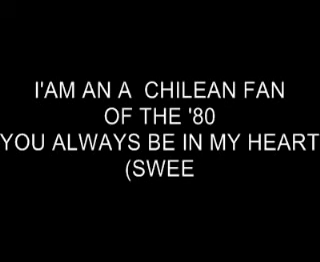 I'AM AN A CHILEAN FAN
OF THE '80
YOU ALWAYS BE IN MY HEART
(SWEE